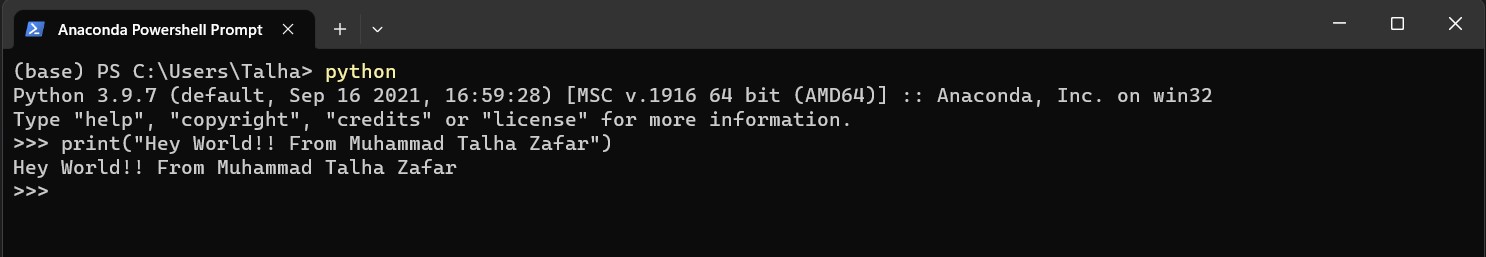 Anaconda Powershell Prompt
(base) PS C:\Users\Talha> python
Python 3.9.7 (default, Sep 16 2021, 16:59:28) [MSC v.1916 64 bit (AMD64)] :: Anaconda, Inc. on win32
Type "help", "copyright", "credits" or "license" for more information.
>>> print("Hey World!! From Muhammad Talha Zafar")
Hey World!! From Muhammad Talha Zafar
>>>